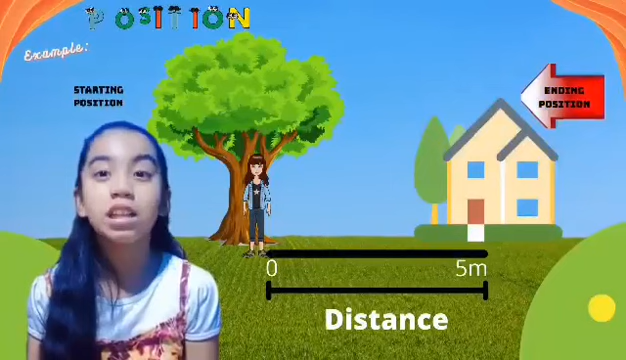 POSITION
Example:
STARTING
POSITION
ENDING
POSITION
0 5m
Distance